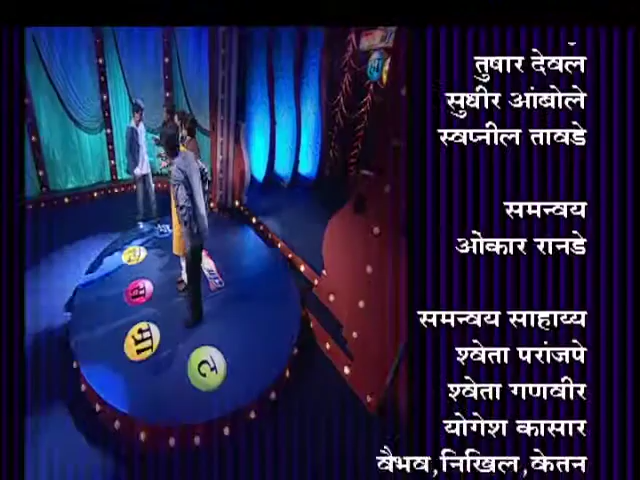 तुषार देवल
सुधीर आंबोले
स्वप्नील तावडे
समन्वय
ओंकार रानडे
समन्वय साहाय्य
श्वेता परांजपे
श्वेता गणवीर
योगेश कासार
वैभव,निखिल,केतन